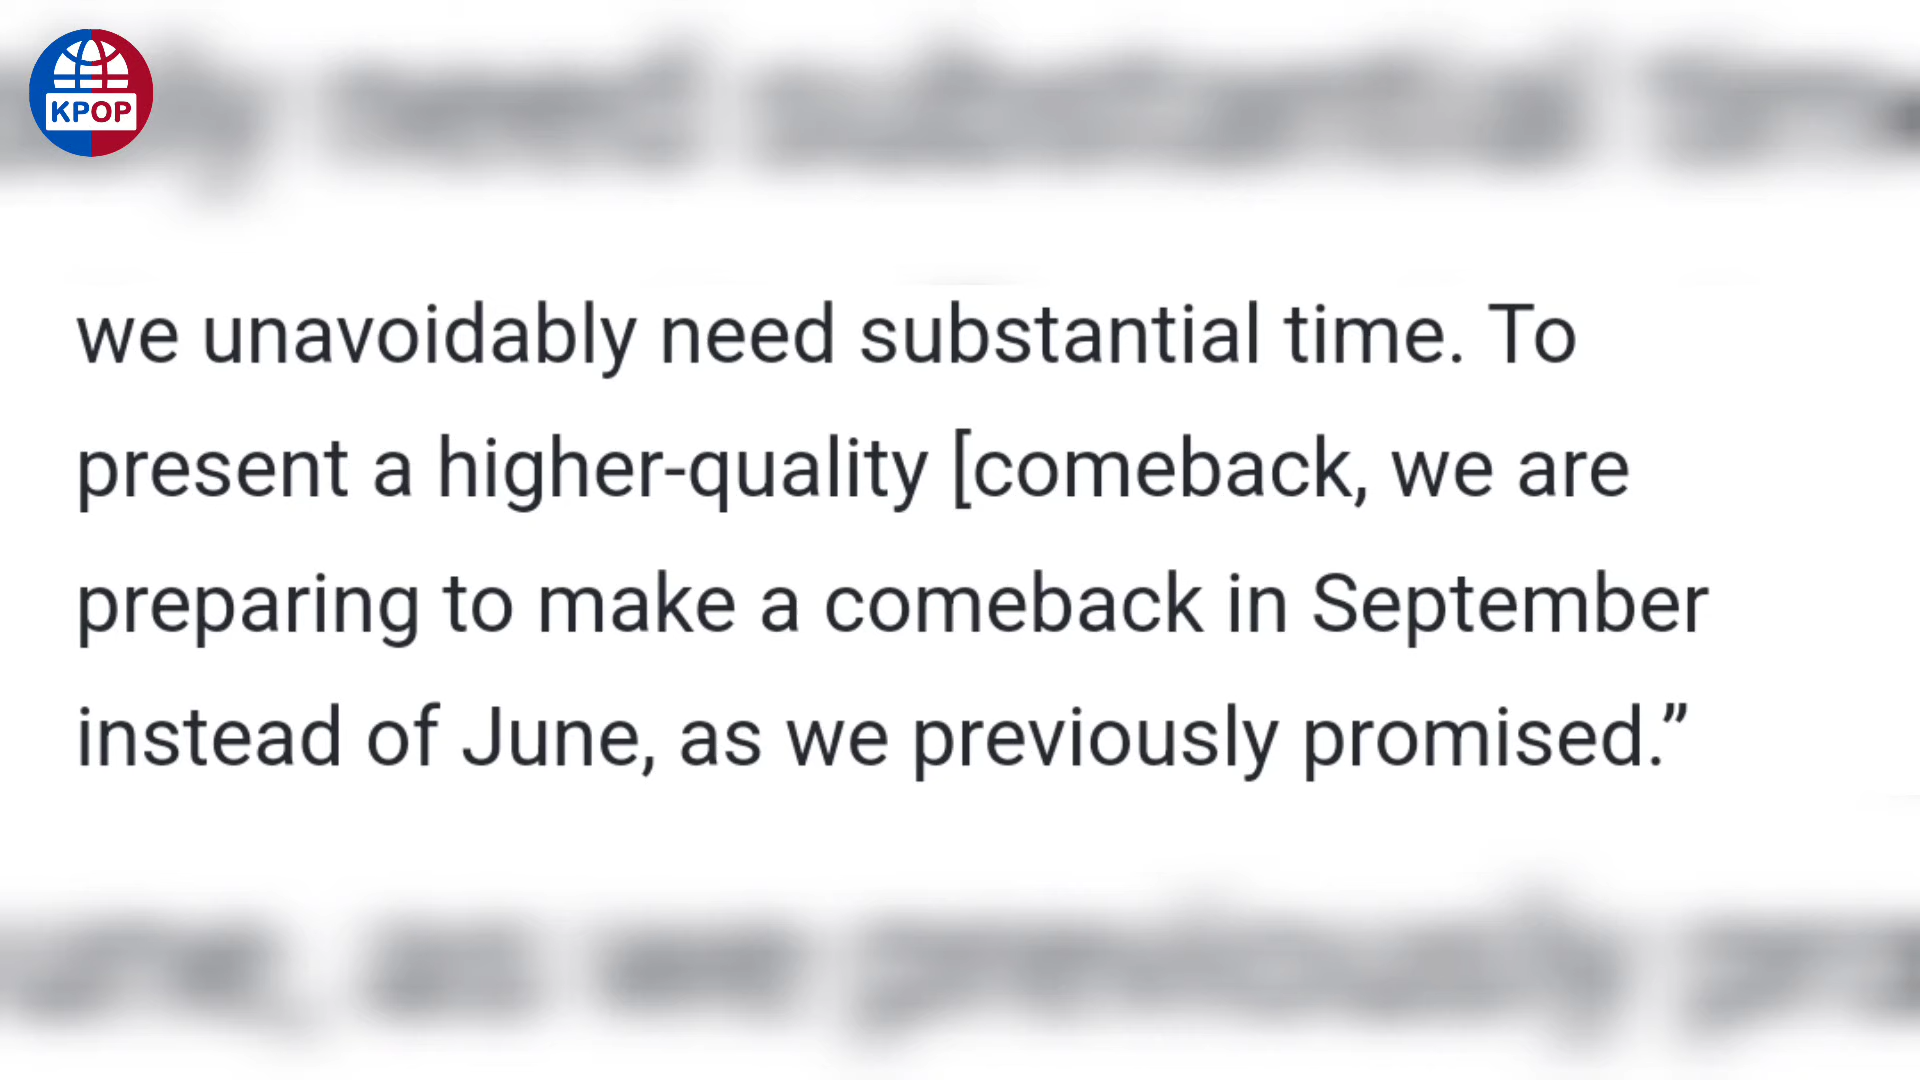 KPOP
we unavoidably need substantial time. To
present a higher-quality [comeback, we are
preparing to make a comeback in September
instead of June, as we previously promised.”